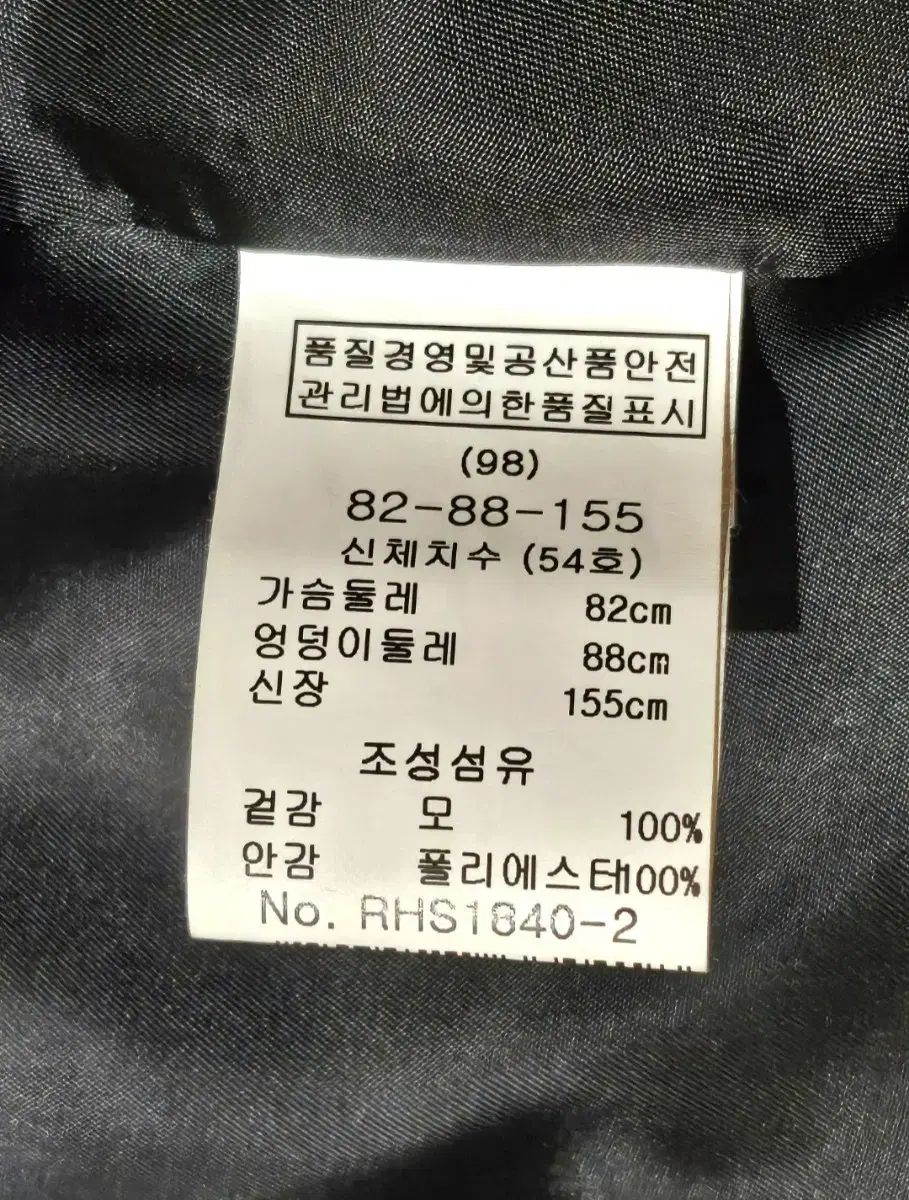 품질경영및공산품안전
관리법에의한품질표시
(98)
82-88-155
신체치수 (54호)
가슴둘레 82cm
엉덩이둘레 88cm
신장 155cm
조성섬유
겉감 모 100%
안감 폴리에스테100%
No. RHS1840-2